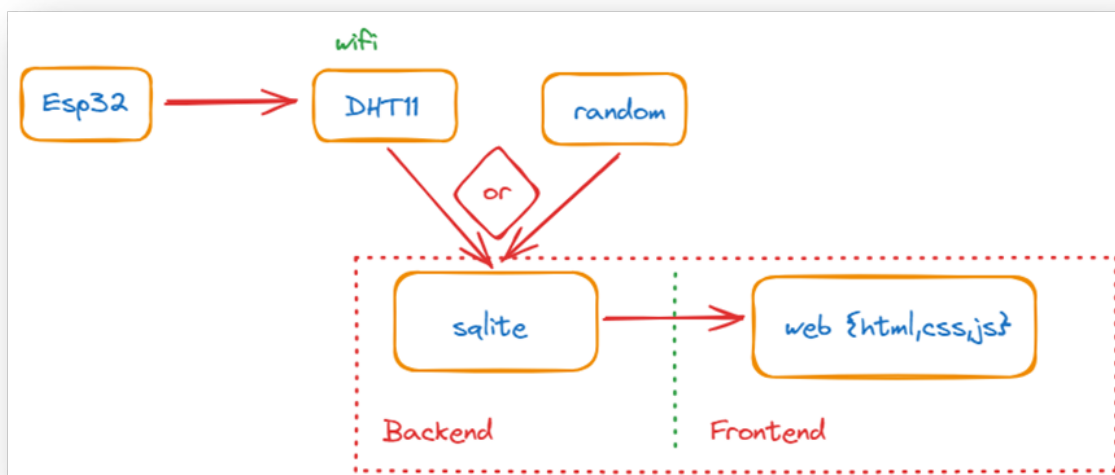 wifi
Esp32
DHT11
random
or
sqlite
web {html,css,js}
Backend
Frontend